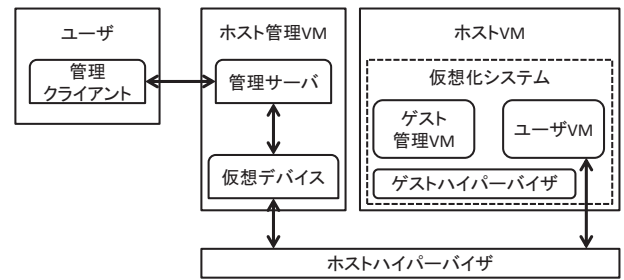 ユーザ
管理
クライアント
ホスト管理VM
管理サーバ
仮想デバイス
ホストVM
仮想化システム
ゲスト
管理VM
ユーザVM
ゲストハイパーバイザ
ホストハイパーバイザ